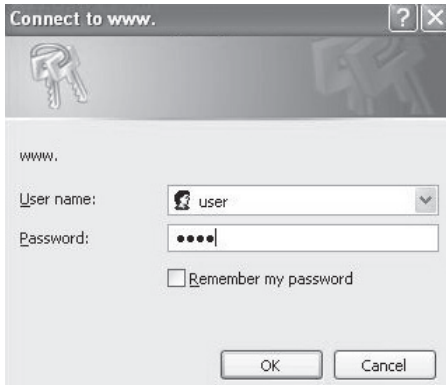 Connect to www.
www.
User name: user
Password: ••••
Remember my password
OK Cancel